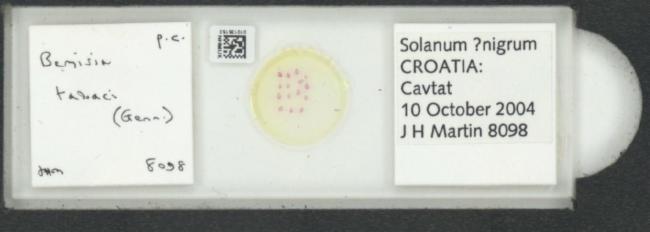 p.c.
Bemisia
tabaci
(Genn.)
JHM 8098
Solanum ?nigrum
CROATIA:
Cavtat
10 October 2004
J H Martin 8098